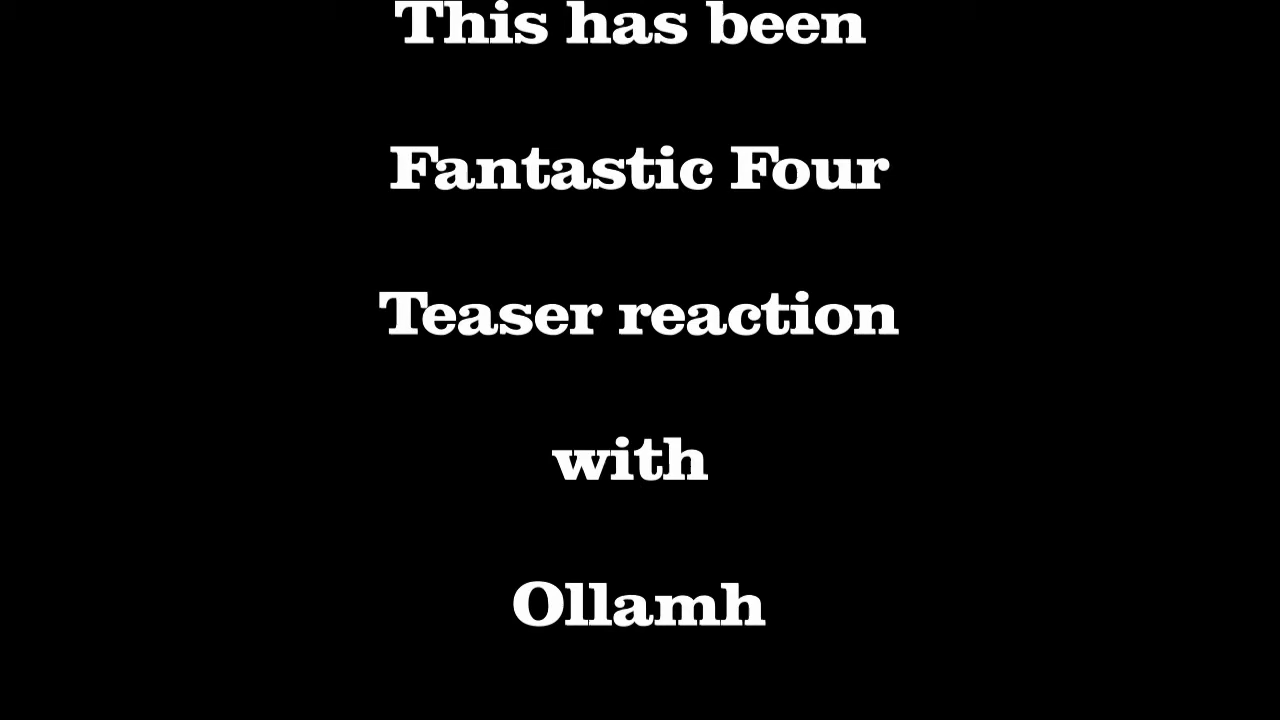 This has been
Fantastic Four
Teaser reaction
with
Ollamh